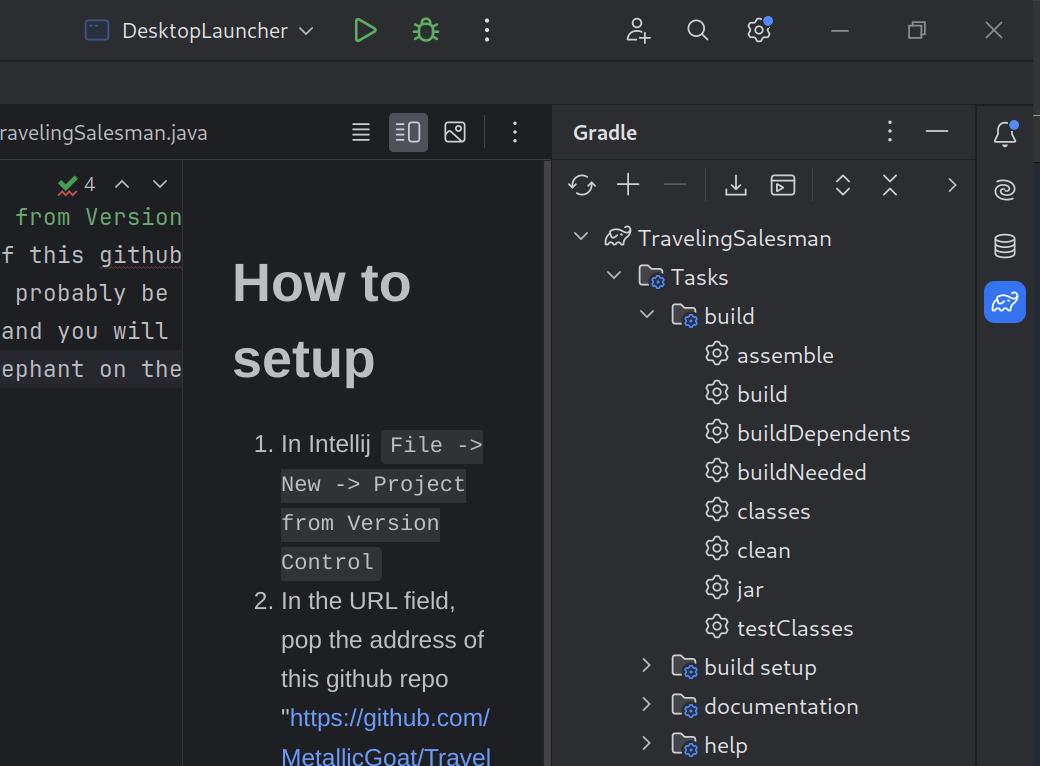 DesktopLauncher
ravelingSalesman.java
4
from Version
f this github
probably be
and you will
ephant on the
How to
setup
1. In Intellij File ->
New -> Project
from Version
Control
2. In the URL field,
pop the address of
this github repo
"https://github.com/
MetallicGoat/Travel
Gradle
TravelingSalesman
Tasks
build
assemble
build
buildDependents
buildNeeded
classes
clean
jar
testClasses
build setup
documentation
help